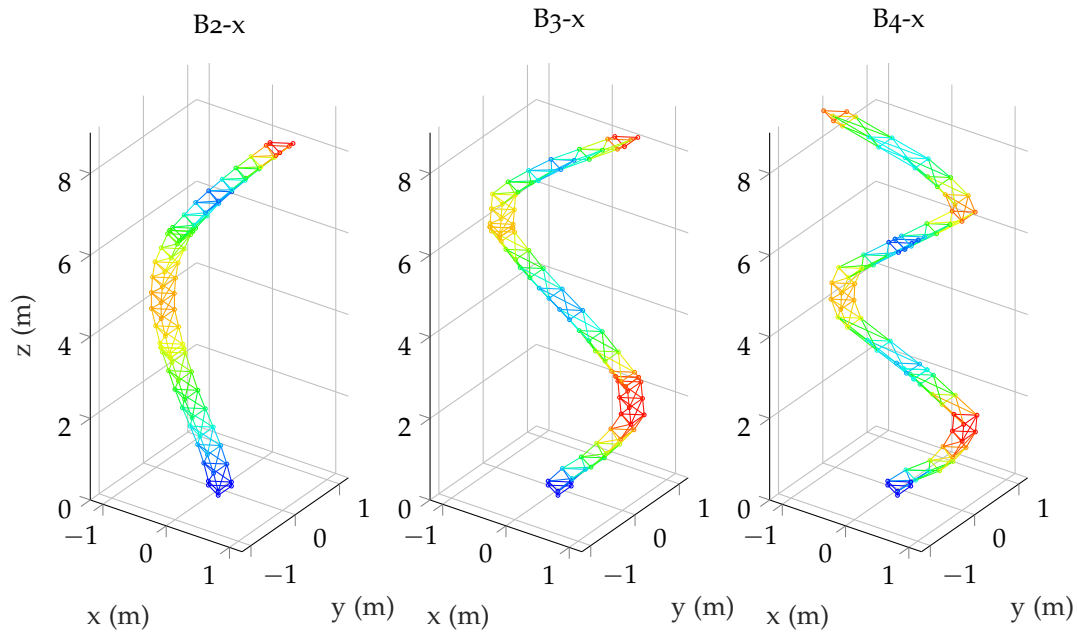 B2-x B3-x B4-x
8 8 8
6 6 6
z (m)
4 4 4
2 2 2
0 0 0
1 1 1
−1 0 −1 0 −1 0
0 0 0
1 −1 1 −1 1 −1
x (m) y (m) x (m) y (m) x (m) y (m)